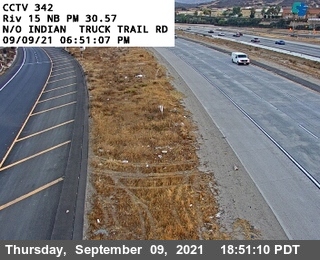 CCTV 342
Riv 15 NB PM 30.57
N/O INDIAN TRUCK TRAIL RD
09/09/21 06:51:07 PM
Thursday, September 09, 2021 18:51:10 PDT